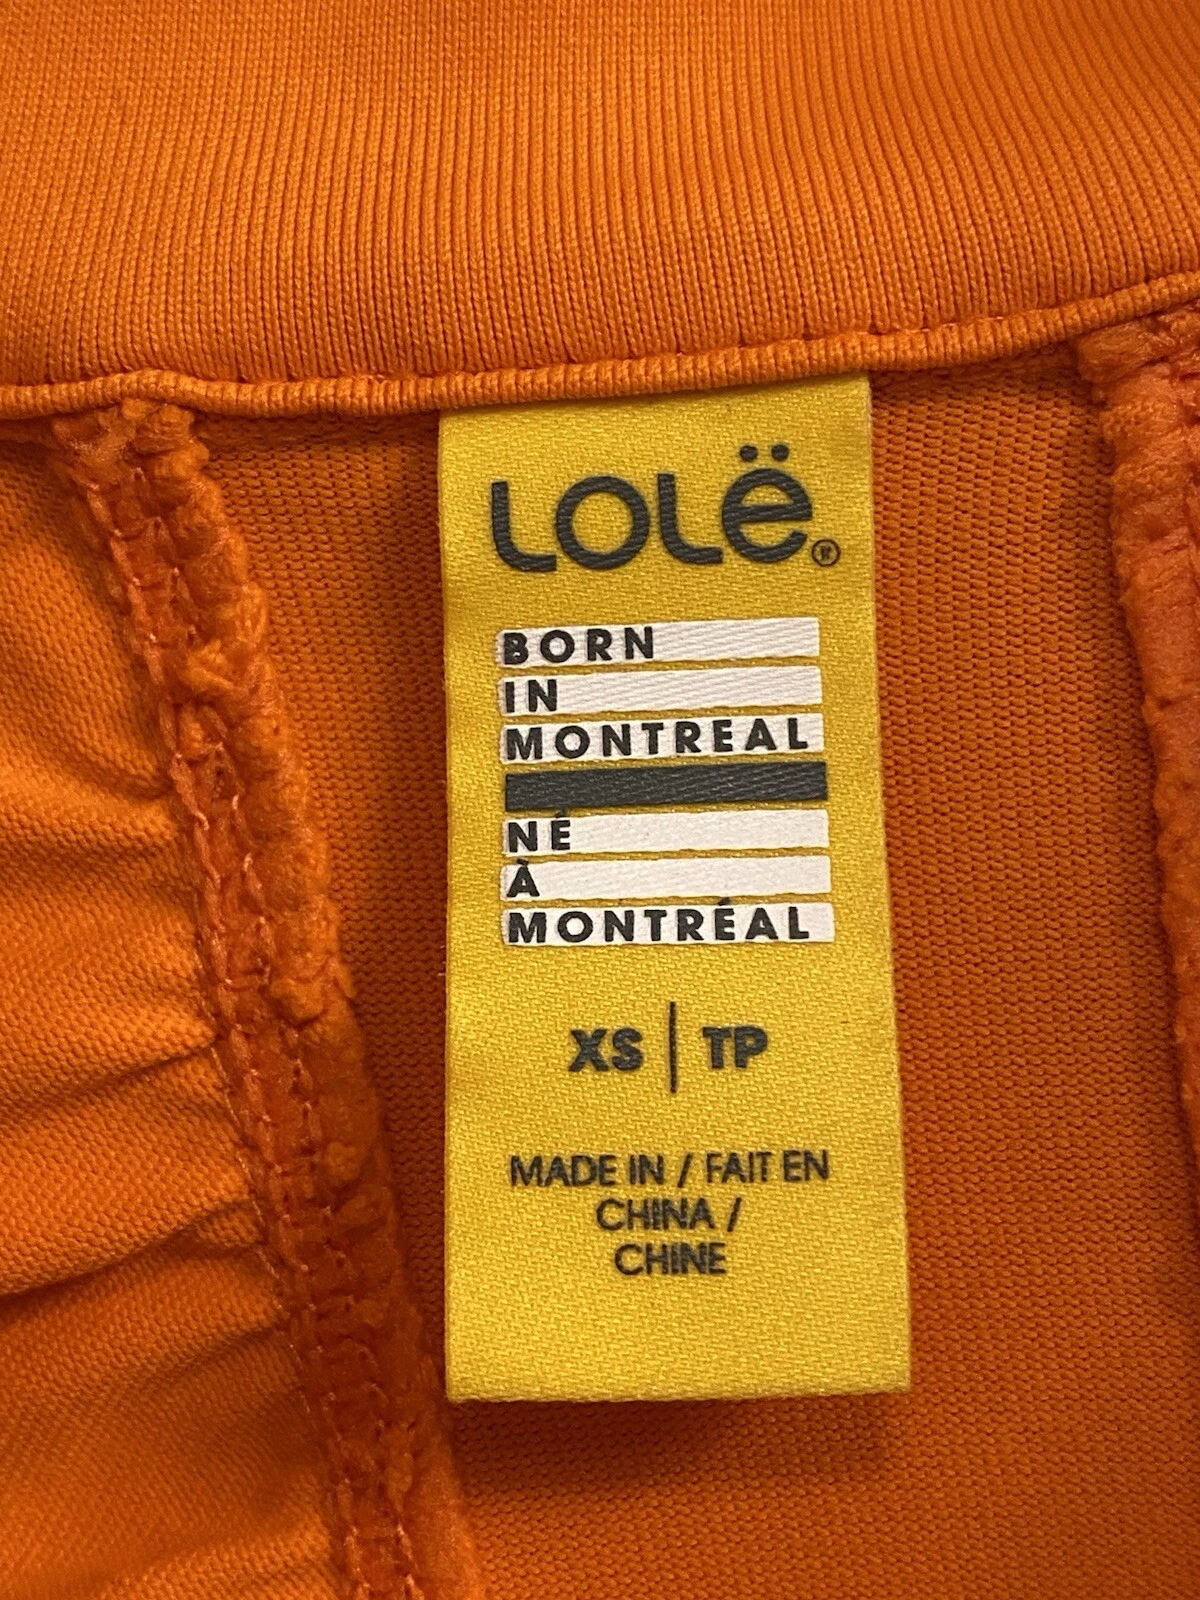 LOLË®
BORN
IN
MONTREAL
NÉ
À
MONTRÉAL
XS | TP
MADE IN / FAIT EN
CHINA /
CHINE